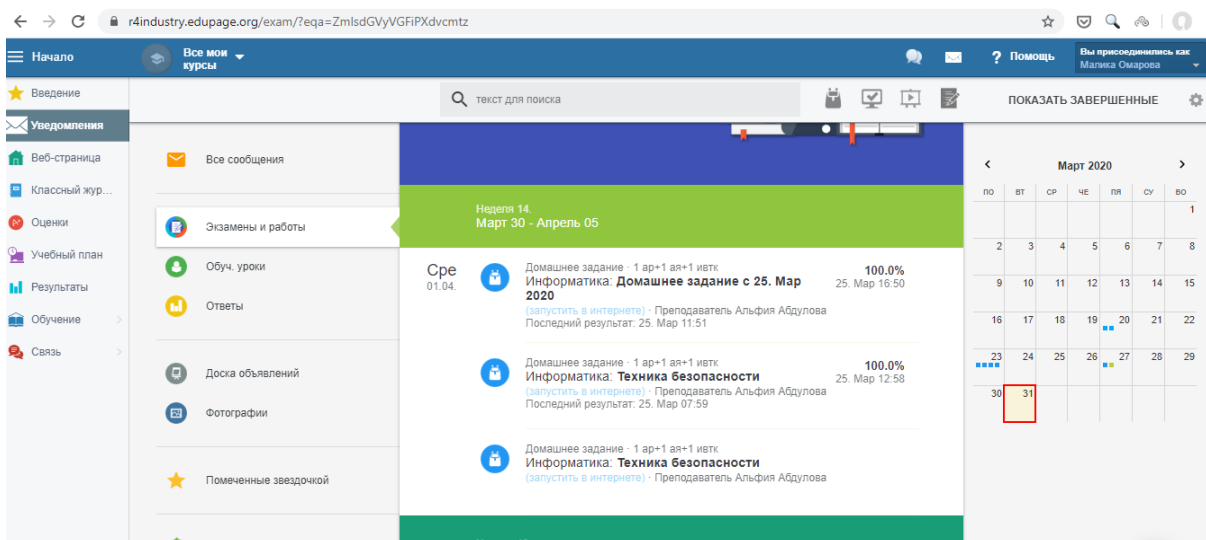 r4industry.edupage.org/exam/?eqa=ZmlsdGVyVGFiPXdvcmtz
Начало
Все мои
курсы
? Помощь
Вы присоединились как
Малика Омарова
Введение
Уведомления
Веб-страница
Классный жур...
Оценки
Учебный план
Результаты
Обучение
Связь
текст для поиска
ПОКАЗАТЬ ЗАВЕРШЕННЫЕ
Все сообщения
Экзамены и работы
Обуч. уроки
Ответы
Доска объявлений
Фотографии
Помеченные звездочкой
Неделя 14.
Март 30 - Апрель 05
Сре
01.04.
Домашнее задание · 1 ар+1 ая+1 ивтк
Информатика: Домашнее задание с 25. Мар
2020
(запустить в интернете) · Преподаватель Альфия Абдулова
Последний результат: 25. Мар 11:51
100.0%
25. Мар 16:50
Домашнее задание · 1 ар+1 ая+1 ивтк
Информатика: Техника безопасности
(запустить в интернете) · Преподаватель Альфия Абдулова
Последний результат: 25. Мар 07:59
100.0%
25. Мар 12:58
Домашнее задание · 1 ар+1 ая+1 ивтк
Информатика: Техника безопасности
(запустить в интернете) · Преподаватель Альфия Абдулова
Март 2020
ПО ВТ СР ЧЕ ПЯ СУ ВО
1
2 3 4 5 6 7 8
9 10 11 12 13 14 15
16 17 18 19 20 21 22
23 24 25 26 27 28 29
30 31